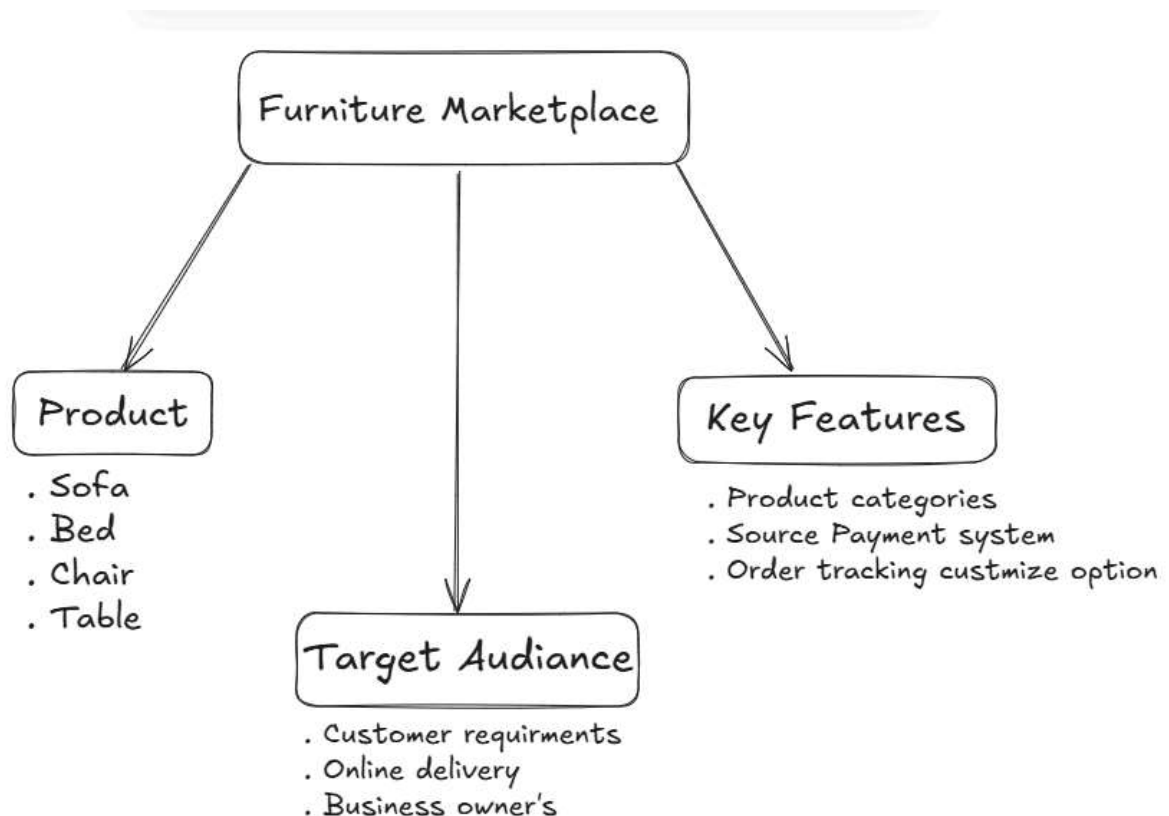 Furniture Marketplace
Product
. Sofa
. Bed
. Chair
. Table
Key Features
. Product categories
. Source Payment system
. Order tracking custmize option
Target Audiance
. Customer requirments
. Online delivery
. Business owner's